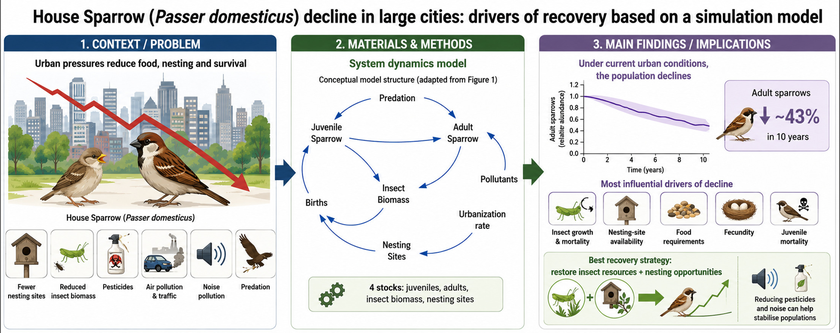 House Sparrow (Passer domesticus) decline in large cities: drivers of recovery based on a simulation model
1. CONTEXT / PROBLEM
Urban pressures reduce food, nesting and survival
House Sparrow (Passer domesticus)
Fewer
nesting sites
Reduced
insect biomass
Pesticides
Air pollution
& traffic
Noise
pollution
Predation
2. MATERIALS & METHODS
System dynamics model
Conceptual model structure (adapted from Figure 1)
Predation
Juvenile
Sparrow
Adult
Sparrow
Pollutants
Insect
Biomass
Births
Urbanization
rate
Nesting
Sites
4 stocks: juveniles, adults,
insect biomass, nesting sites
3. MAIN FINDINGS / IMPLICATIONS
Under current urban conditions,
the population declines
Adult sparrows
(relaite abundance)
1.2
1.0
0.8
0.6
0.4
0.2
0.0
0
2
4
6
8
10
Time (years)
Adult sparrows
~43%
in 10 years
Most influential drivers of decline
Insect growth
& mortality
Nesting-site
availability
Food
requirements
Fecundity
Juvenile
mortality
Best recovery strategy:
restore insect resources + nesting opportunities
+
Reducing pesticides
and noise can help
stabilise populations